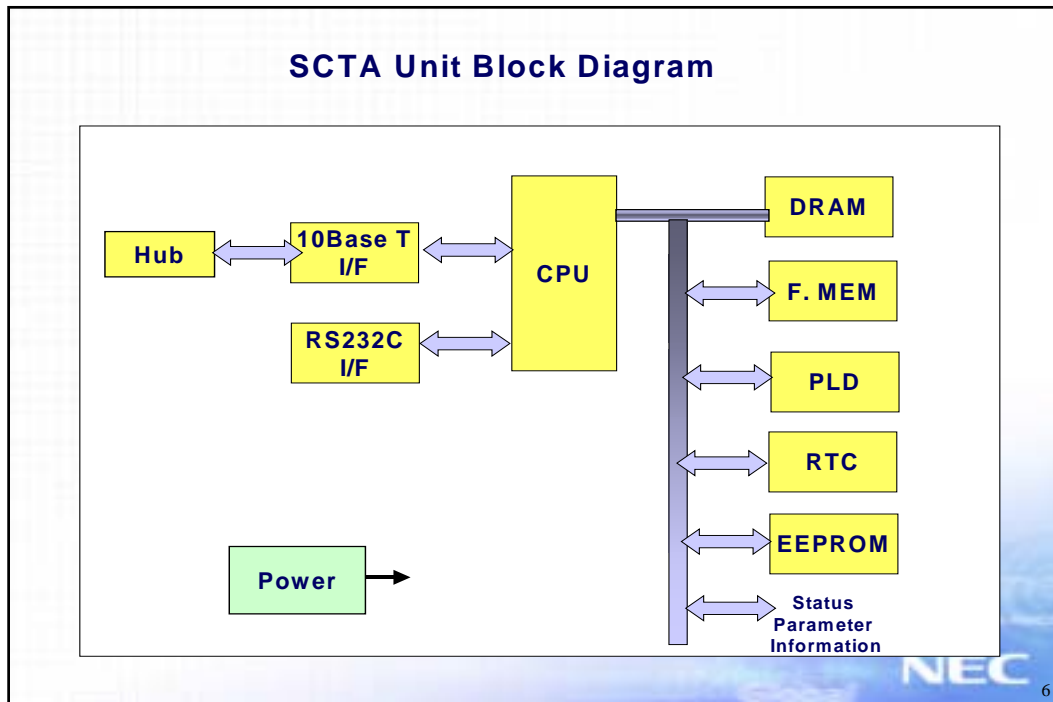 SCTA Unit Block Diagram
Hub
10Base T
I/F
RS232C
I/F
CPU
DRAM
F. MEM
PLD
RTC
EEPROM
Status
Parameter
Information
Power
NEC
Global
6